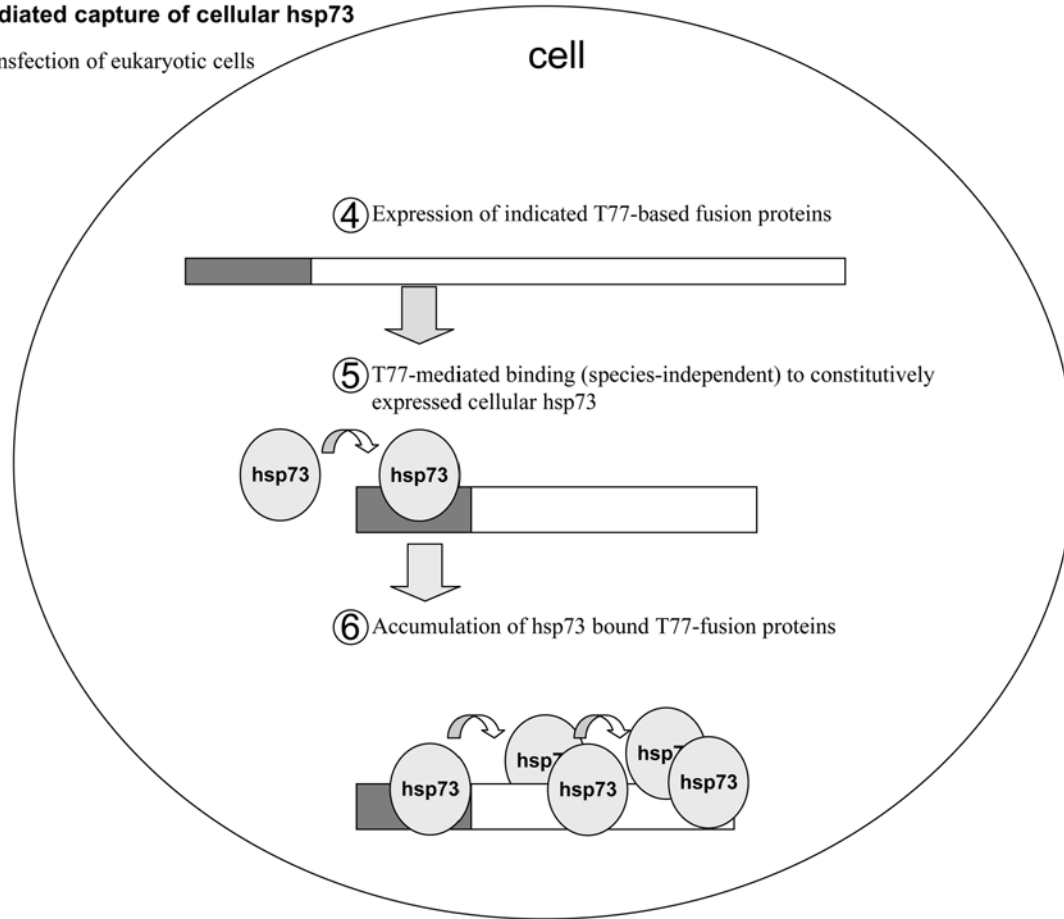 diated capture of cellular hsp73
nsfection of eukaryotic cells
cell
④ Expression of indicated T77-based fusion proteins
⑤ T77-mediated binding (species-independent) to constitutively
expressed cellular hsp73
hsp73
hsp73
⑥ Accumulation of hsp73 bound T77-fusion proteins
hsp73
hsp7
hsp73
hsp7
hsp73